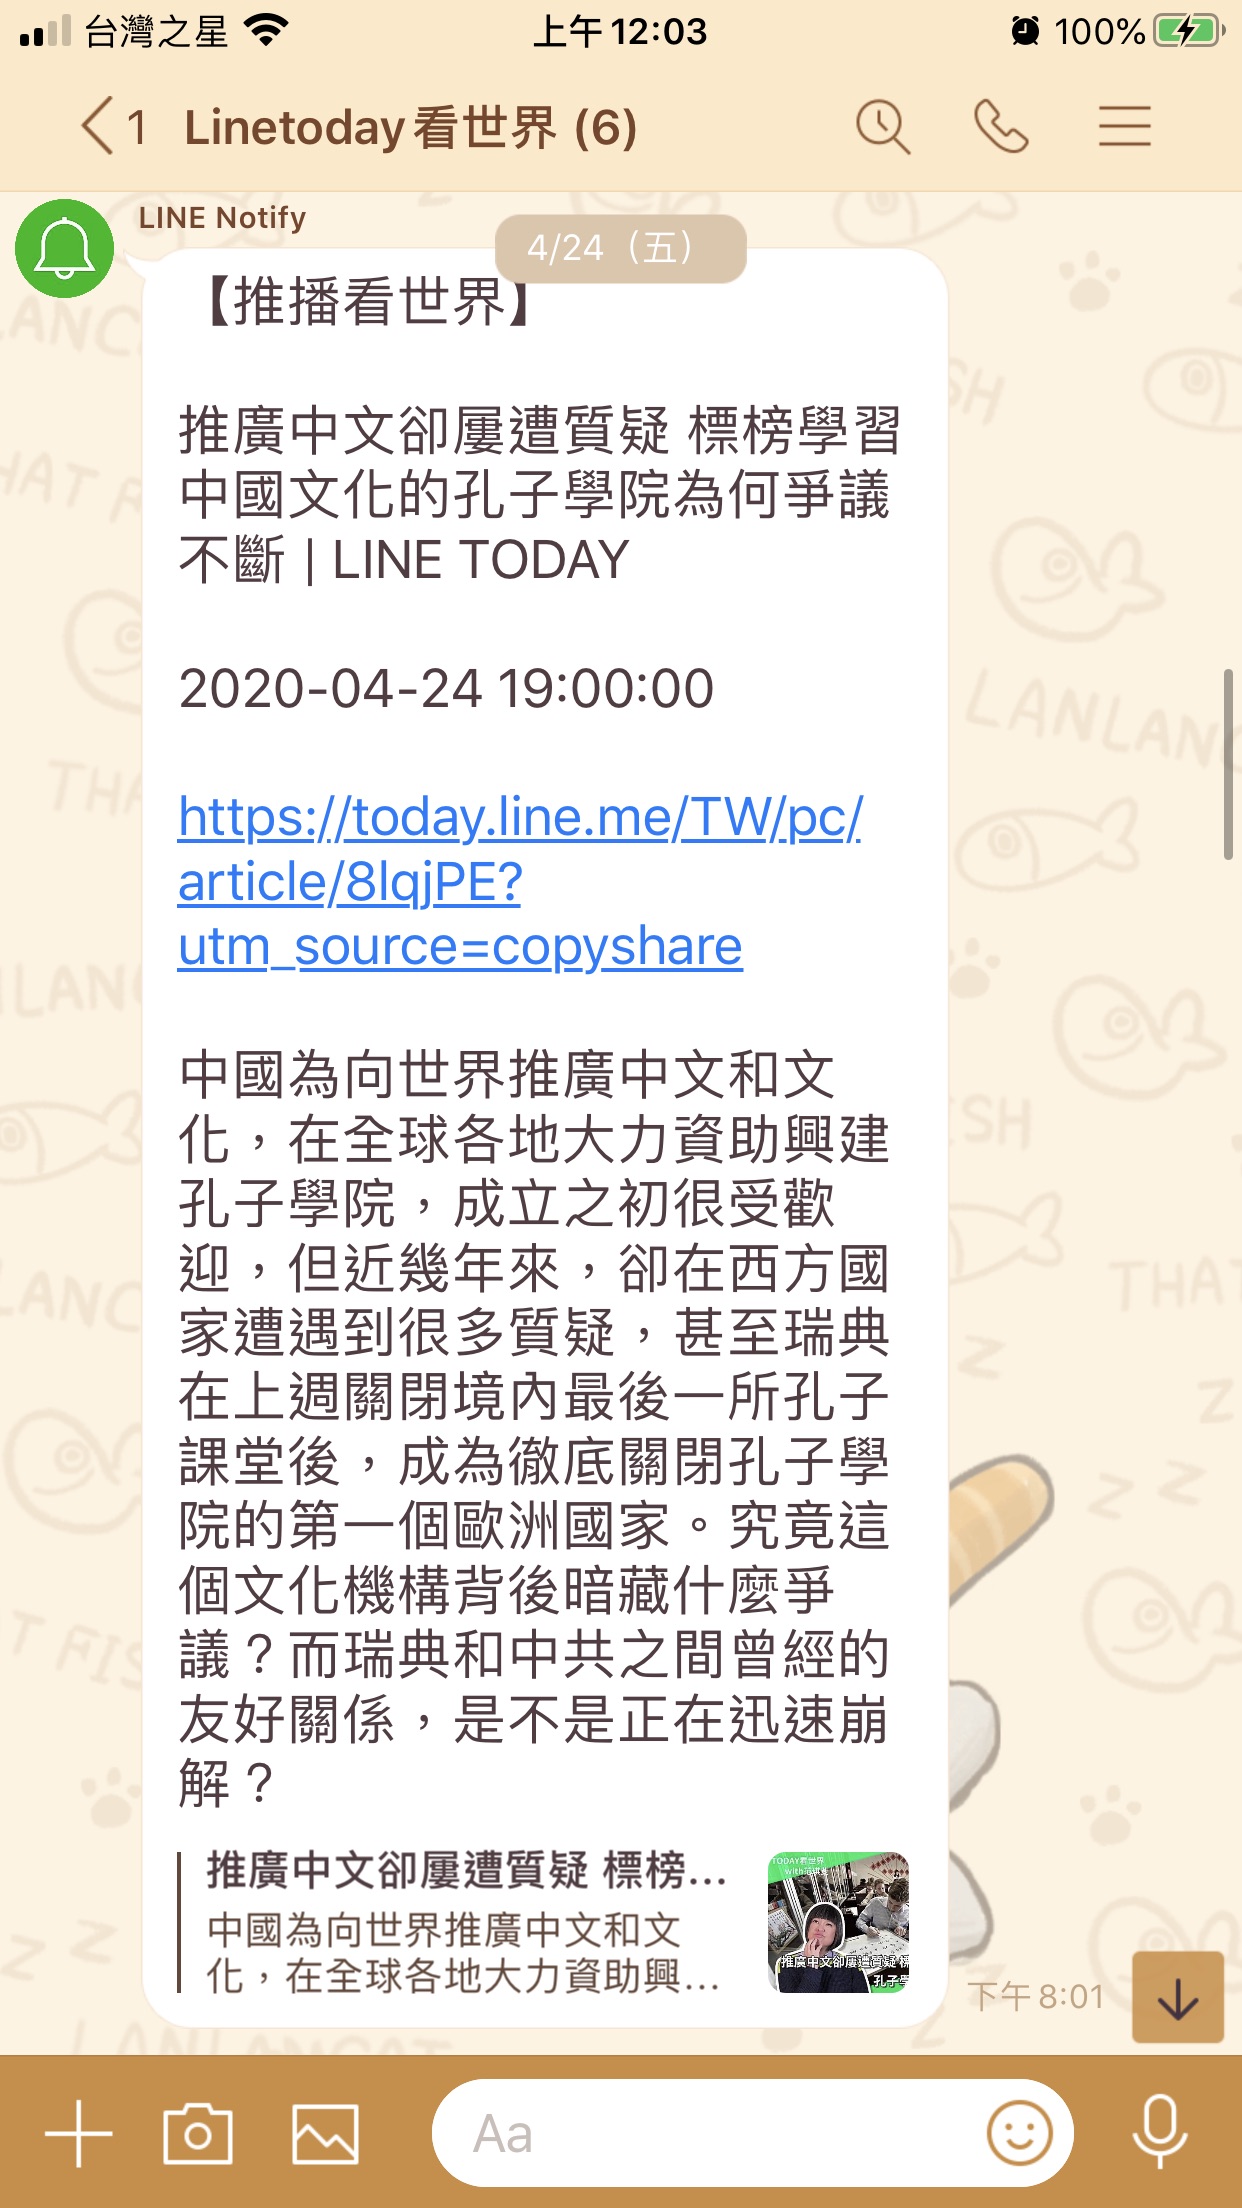 台灣之星 上午 12:03 100%
1 Linetoday看世界 (6)
LINE Notify
4/24（五）
【推播看世界】
推廣中文卻屢遭質疑 標榜學習
中國文化的孔子學院為何爭議
不斷 | LINE TODAY
2020-04-24 19:00:00
https://today.line.me/TW/pc/
article/8lqjPE?
utm_source=copyshare
中國為向世界推廣中文和文
化，在全球各地大力資助興建
孔子學院，成立之初很受歡
迎，但近幾年來，卻在西方國
家遭遇到很多質疑，甚至瑞典
在上週關閉境內最後一所孔子
課堂後，成為徹底關閉孔子學
院的第一個歐洲國家。究竟這
個文化機構背後暗藏什麼爭
議？而瑞典和中共之間曾經的
友好關係，是不是正在迅速崩
解？
推廣中文卻屢遭質疑 標榜...
中國為向世界推廣中文和文
化，在全球各地大力資助興...
TODAY看世界
推廣中文卻屢遭質疑 標
孔子學
下午 8:01
Aa